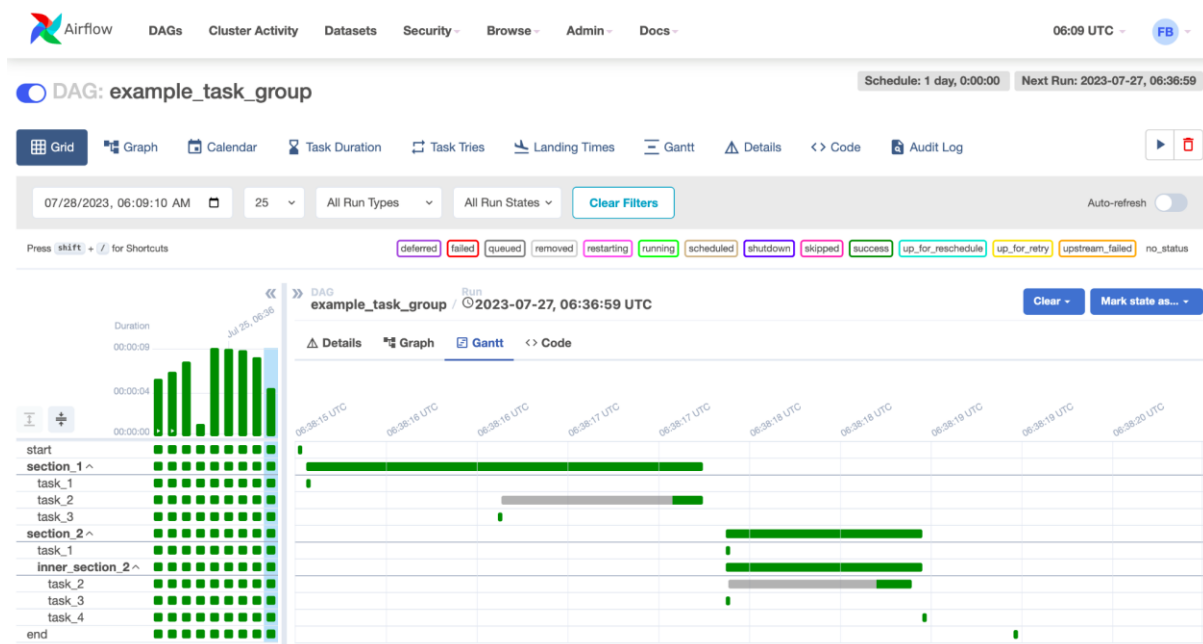 Airflow DAGs Cluster Activity Datasets Security Browse Admin Docs 06:09 UTC FB
DAG: example_task_group Schedule: 1 day, 0:00:00 Next Run: 2023-07-27, 06:36:59
Grid Graph Calendar Task Duration Task Tries Landing Times Gantt Details Code Audit Log
07/28/2023, 06:09:10 AM 25 All Run Types All Run States Clear Filters Auto-refresh
Press shift + / for Shortcuts deferred failed queued removed restarting running scheduled shutdown skipped success up_for_reschedule up_for_retry upstream_failed no_status
DAG Run
example_task_group / 2023-07-27, 06:36:59 UTC Clear Mark state as...
Jul 25, 06:36
Duration
00:00:09
00:00:04
00:00:00
Details Graph Gantt Code
06:38:15 UTC 06:38:16 UTC 06:38:16 UTC 06:38:17 UTC 06:38:17 UTC 06:38:18 UTC 06:38:18 UTC 06:38:19 UTC 06:38:19 UTC 06:38:20 UTC
start
section_1
task_1
task_2
task_3
section_2
task_1
inner_section_2
task_2
task_3
task_4
end